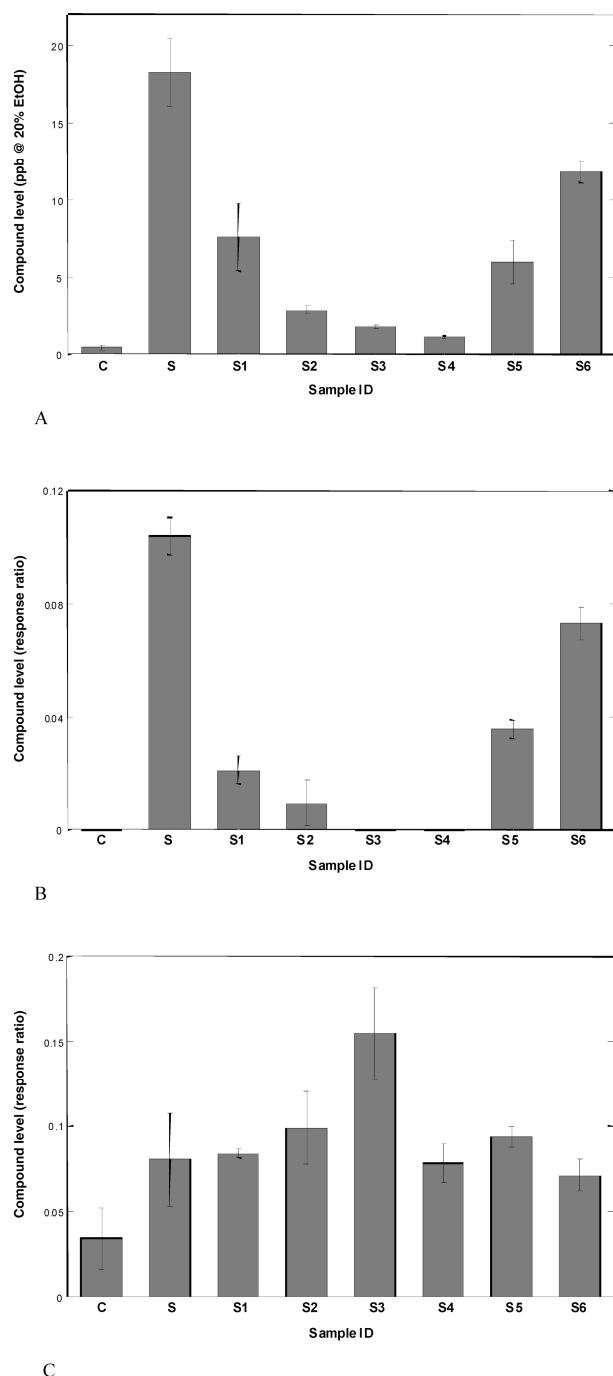 Compound level (ppb @ 20% EtOH)
20
15
10
5
0
C S S1 S2 S3 S4 S5 S6
Sample ID
A
Compound level (response ratio)
0.12
0.08
0.04
0
C S S1 S2 S3 S4 S5 S6
Sample ID
B
Compound level (response ratio)
0.2
0.15
0.1
0.05
0
C S S1 S2 S3 S4 S5 S6
Sample ID
C